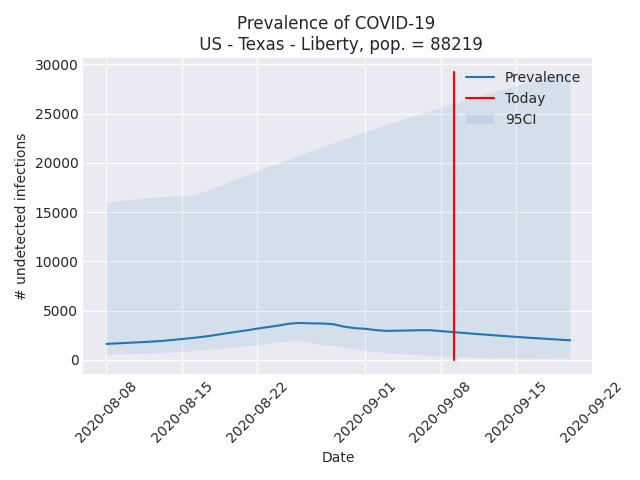 Prevalence of COVID-19
US - Texas - Liberty, pop. = 88219
30000
25000
20000
15000
10000
5000
0
# undetected infections
Prevalence
Today
95CI
2020-08-08
2020-08-15
2020-08-22
2020-09-01
2020-09-08
2020-09-15
2020-09-22
Date